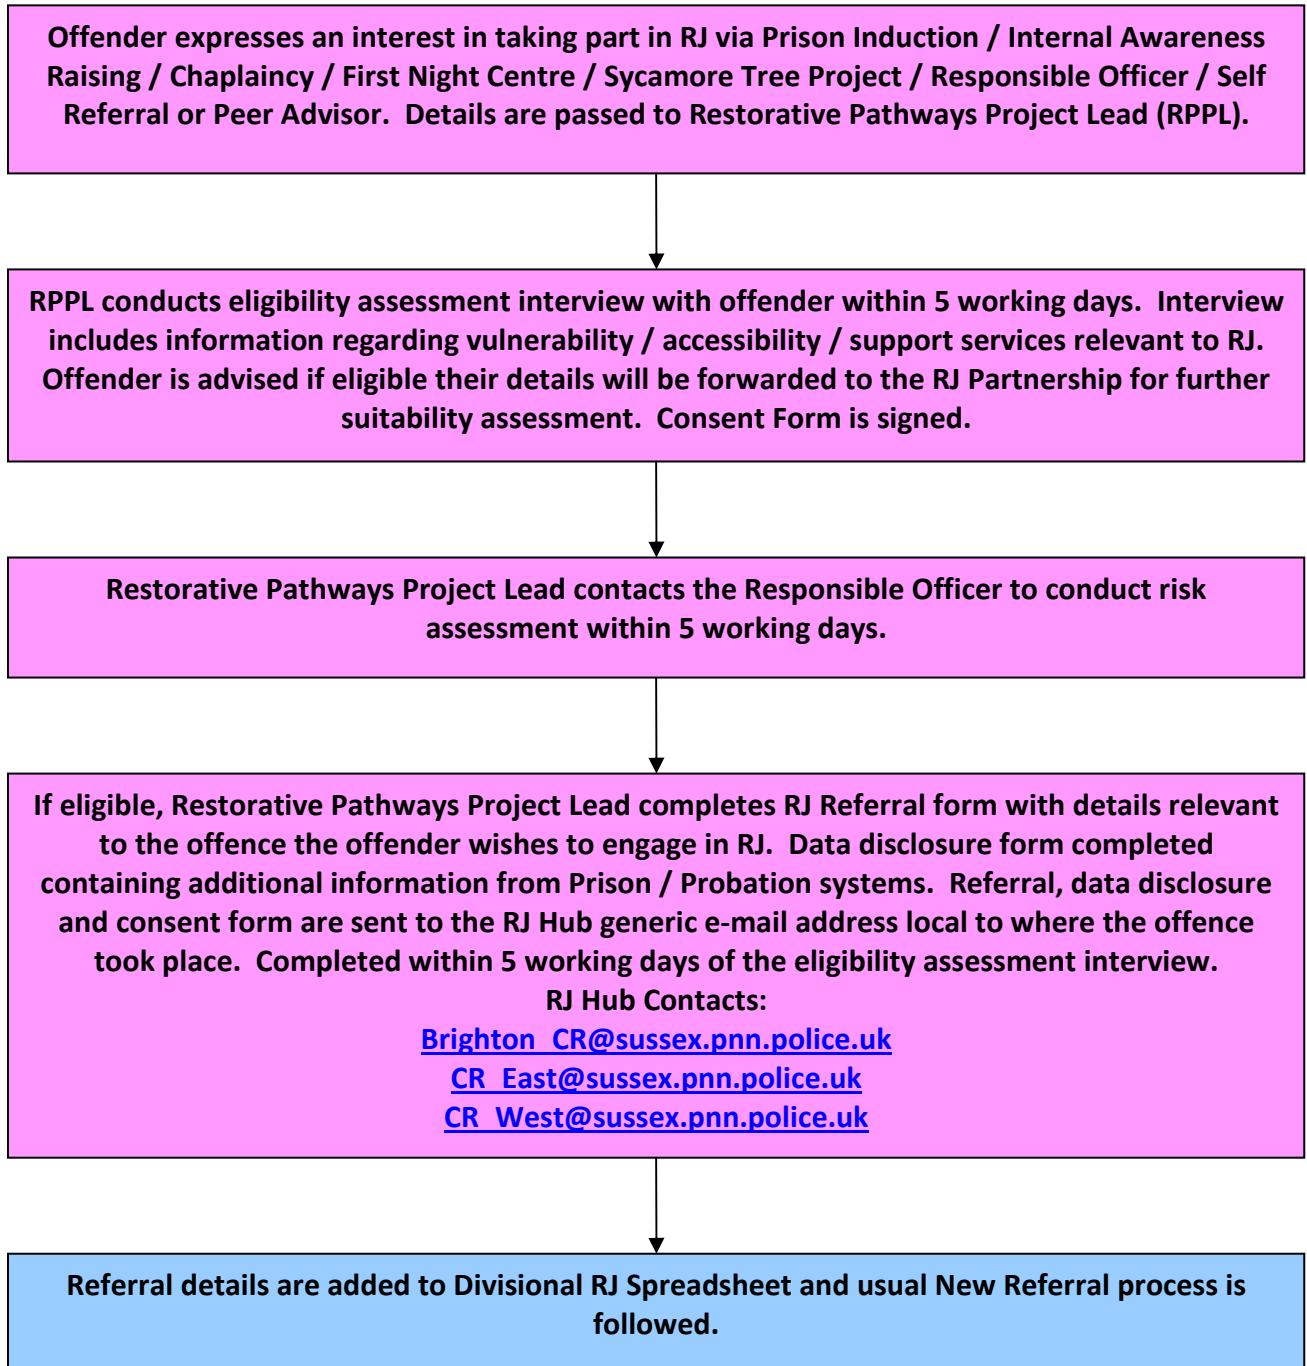 Offender expresses an interest in taking part in RJ via Prison Induction / Internal Awareness
Raising / Chaplaincy / First Night Centre / Sycamore Tree Project / Responsible Officer / Self
Referral or Peer Advisor.  Details are passed to Restorative Pathways Project Lead (RPPL).
RPPL conducts eligibility assessment interview with offender within 5 working days.  Interview
includes information regarding vulnerability / accessibility / support services relevant to RJ.
Offender is advised if eligible their details will be forwarded to the RJ Partnership for further
suitability assessment.  Consent Form is signed.
Restorative Pathways Project Lead contacts the Responsible Officer to conduct risk
assessment within 5 working days.
If eligible, Restorative Pathways Project Lead completes RJ Referral form with details relevant
to the offence the offender wishes to engage in RJ.  Data disclosure form completed
containing additional information from Prison / Probation systems.  Referral, data disclosure
and consent form are sent to the RJ Hub generic e-mail address local to where the offence
took place.  Completed within 5 working days of the eligibility assessment interview.
RJ Hub Contacts:
Brighton_CR@sussex.pnn.police.uk
CR_East@sussex.pnn.police.uk
CR_West@sussex.pnn.police.uk
Referral details are added to Divisional RJ Spreadsheet and usual New Referral process is
followed.